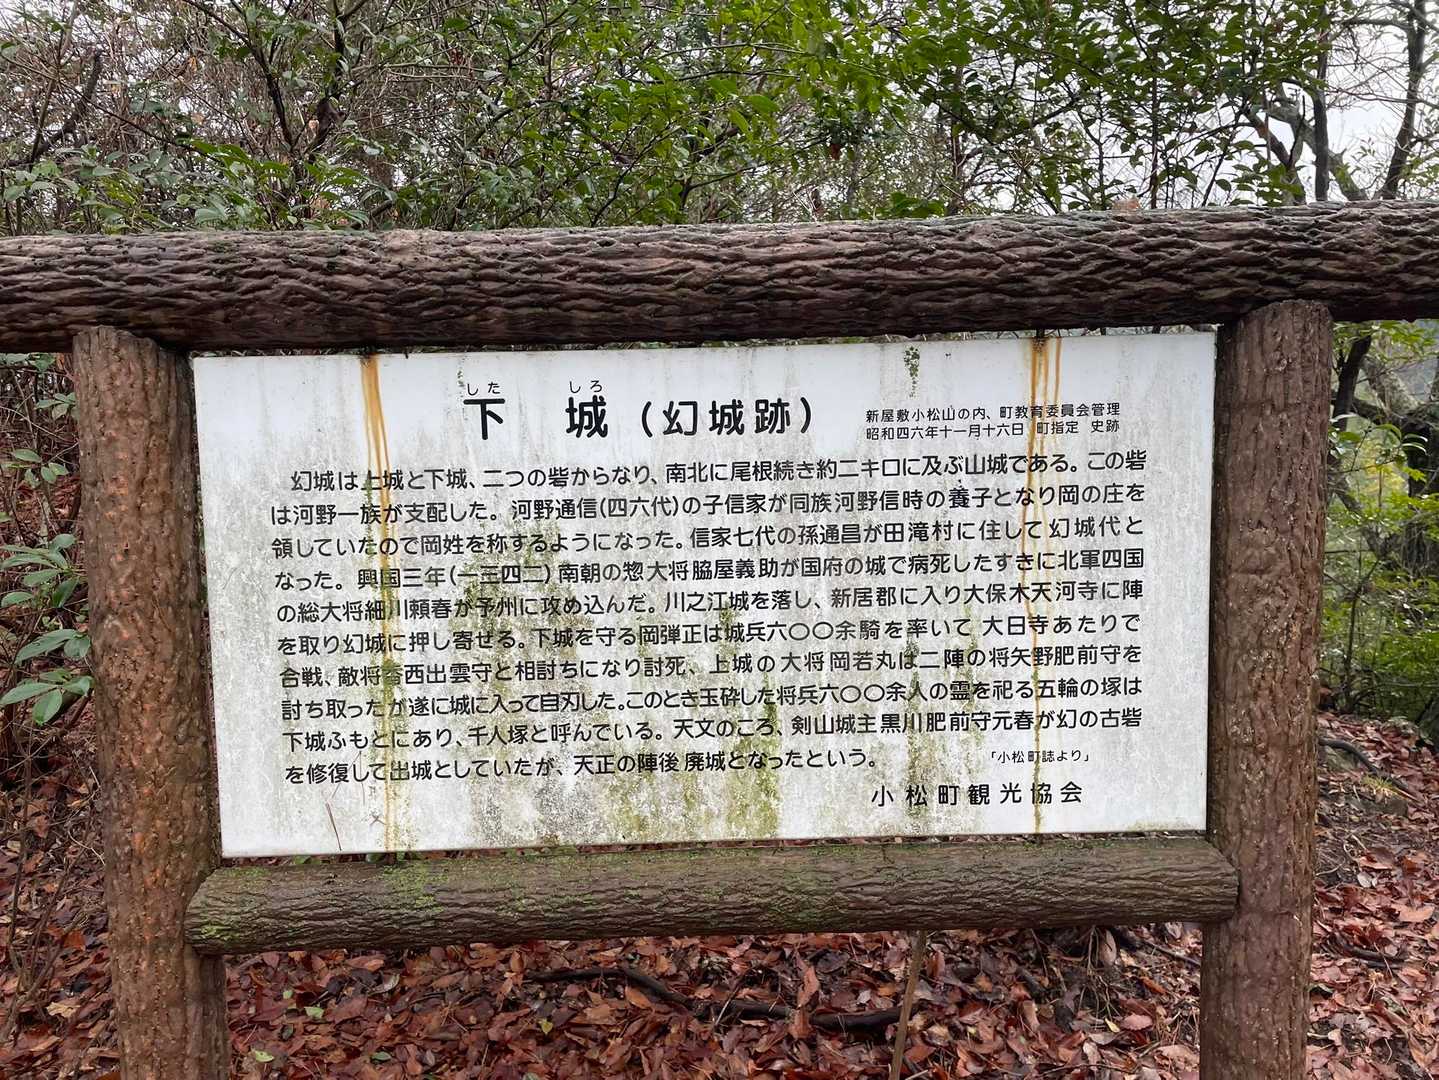 した しろ
下 城 (幻城跡)
新屋敷小松山の内、町教育委員会管理
昭和四六年十一月十六日 町指定 史跡
幻城は上城と下城、二つの砦からなり、南北に尾根続き約二キロに及ぶ山城である。この砦
は河野一族が支配した。河野通信(四六代)の子信家が同族河野信時の養子となり岡の庄を
領していたので岡姓を称するようになった。信家七代の孫通昌が田滝村に住して幻城代と
なった。興国三年(一三四二)南朝の惣大将脇屋義助が国府の城で病死したすきに北軍四国
の総大将細川頼春が予州に攻め込んだ。川之江城を落し、新居郡に入り大保木天河寺に陣
を取り幻城に押し寄せる。下城を守る岡弾正は城兵六〇〇余騎を率いて 大日寺あたりで
合戦、敵将香西出雲守と相討ちになり討死、上城の大将岡若丸は二陣の将矢野肥前守を
討ち取ったが遂に城に入って自刃した。このとき玉砕した将兵六〇〇余人の霊を祀る五輪の塚は
下城ふもとにあり、千人塚と呼んでいる。天文のころ、剣山城主黒川肥前守元春が幻の古砦
を修復して出城としていたが、天正の陣後廃城となったという。
「小松町誌より」
小松町観光協会